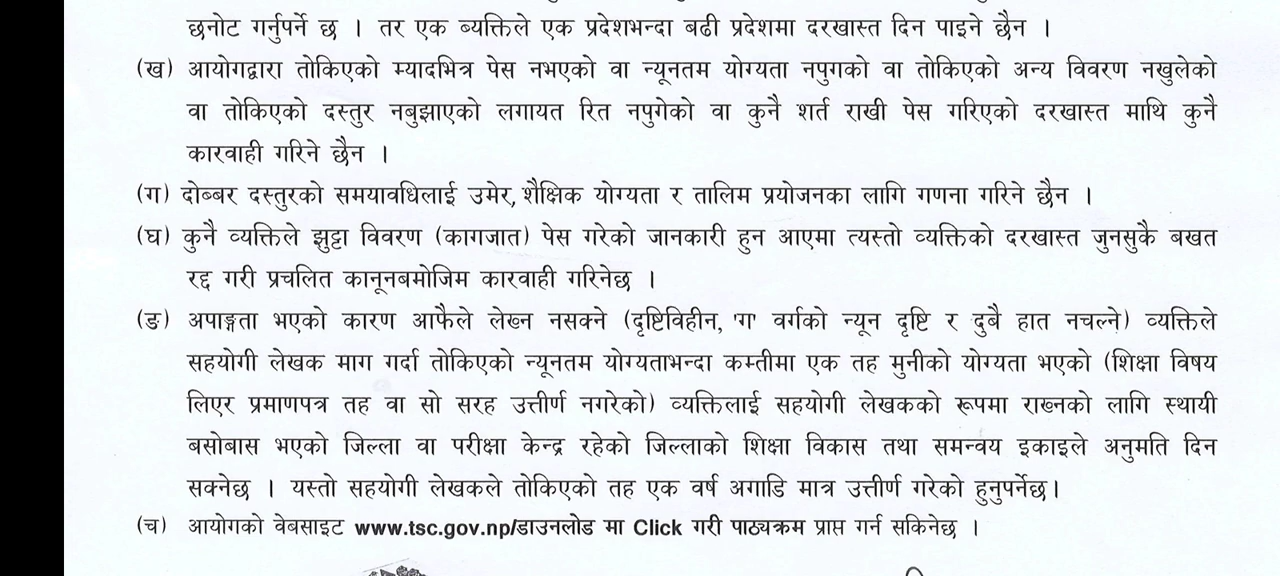 छनोट गर्नुपर्ने छ । तर एक ब्यक्तिले एक प्रदेशभन्दा बढी प्रदेशमा दरखास्त दिन पाइने छैन ।
(ख) आयोगद्वारा तोकिएको म्यादभित्र पेस नभएको वा न्यूनतम योग्यता नपुगको वा तोकिएको अन्य विवरण नखुलेको
वा तोकिएको दस्तुर नबुझाएको लगायत रित नपुगेको वा कुनै शर्त राखी पेस गरिएको दरखास्त माथि कुनै
कारवाही गरिने छैन ।
(ग) दोब्बर दस्तुरको समयावधिलाई उमेर, शैक्षिक योग्यता र तालिम प्रयोजनका लागि गणना गरिने छैन ।
(घ) कुनै व्यक्तिले झुट्टा विवरण (कागजात) पेस गरेको जानकारी हुन आएमा त्यस्तो व्यक्तिको दरखास्त जुनसुकै बखत
रद्द गरी प्रचलित कानूनबमोजिम कारवाही गरिनेछ ।
(ङ) अपाङ्गता भएको कारण आफैले लेख्न नसक्ने (दृष्टिविहीन, 'ग' वर्गको न्यून दृष्टि र दुबै हात नचल्ने) व्यक्तिले
सहयोगी लेखक माग गर्दा तोकिएको न्यूनतम योग्यताभन्दा कम्तीमा एक तह मुनीको योग्यता भएको (शिक्षा विषय
लिएर प्रमाणपत्र तह वा सो सरह उत्तीर्ण नगरेको) व्यक्तिलाई सहयोगी लेखकको रूपमा राख्नको लागि स्थायी
बसोबास भएको जिल्ला वा परीक्षा केन्द्र रहेको जिल्लाको शिक्षा विकास तथा समन्वय इकाइले अनुमति दिन
सक्नेछ । यस्तो सहयोगी लेखकले तोकिएको तह एक वर्ष अगाडि मात्र उत्तीर्ण गरेको हुनुपर्नेछ।
(च) आयोगको वेबसाइट www.tsc.gov.np/डाउनलोड मा Click गरी पाठ्यक्रम प्राप्त गर्न सकिनेछ ।